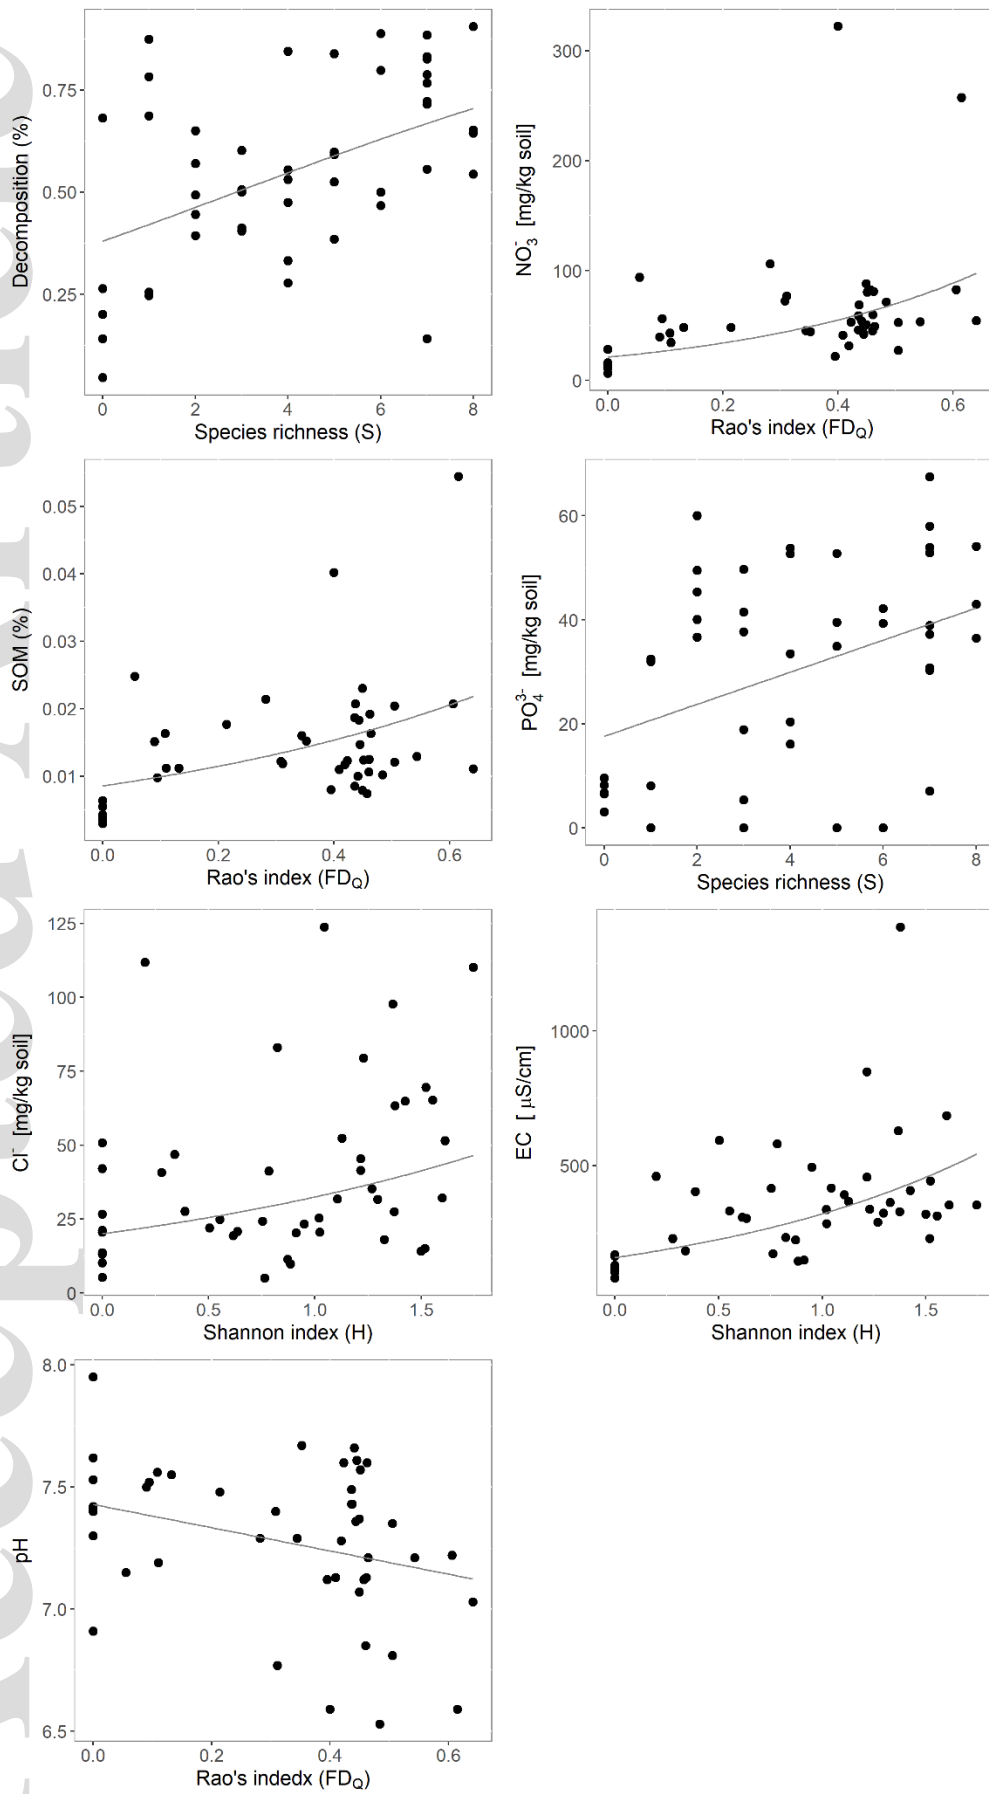 Decomposition (%)
0.75
0.50
0.25
0 2 4 6 8
Species richness (S)
NO₃⁻ [mg/kg soil]
300
200
100
0
0.0 0.2 0.4 0.6
Rao's index (FD_Q)
SOM (%)
0.05
0.04
0.03
0.02
0.01
0.0 0.2 0.4 0.6
Rao's index (FD_Q)
PO₄³⁻ [mg/kg soil]
60
40
20
0
0 2 4 6 8
Species richness (S)
Cl⁻ [mg/kg soil]
125
100
75
50
25
0
0.0 0.5 1.0 1.5
Shannon index (H)
EC [ μS/cm]
1000
500
0.0 0.5 1.0 1.5
Shannon index (H)
pH
8.0
7.5
7.0
6.5
0.0 0.2 0.4 0.6
Rao's indedx (FD_Q)